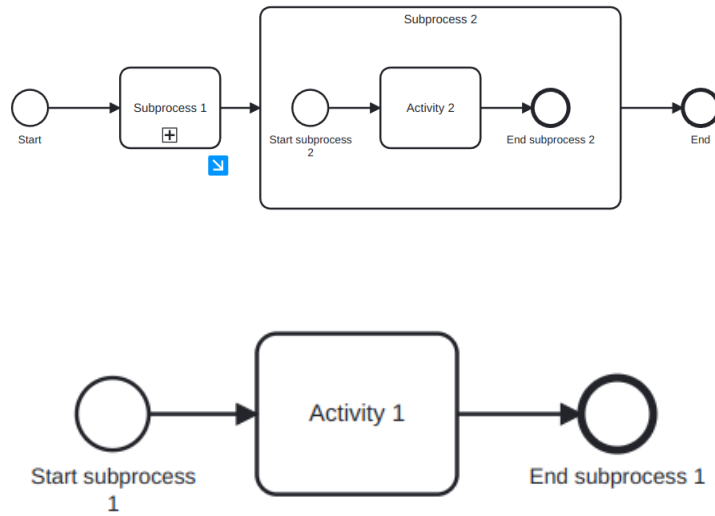 Subprocess 2
Subprocess 1
Activity 2
Start
Start subprocess
2
End subprocess 2
End
Activity 1
Start subprocess
1
End subprocess 1